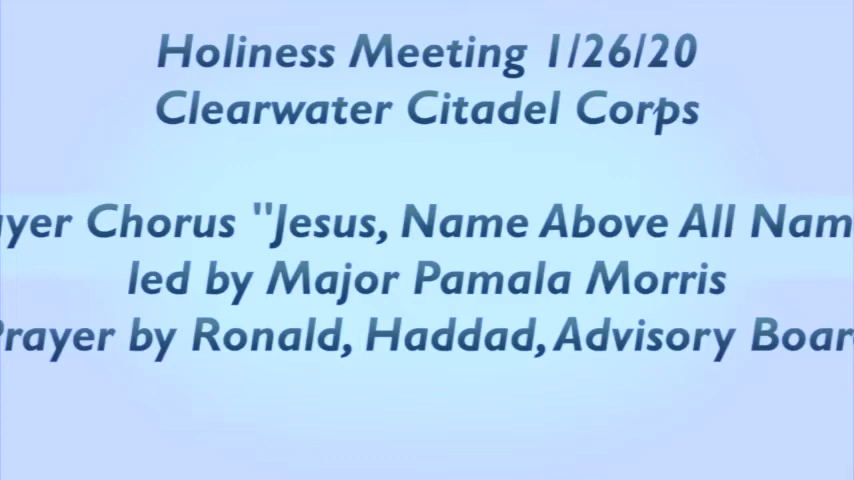 Holiness Meeting 1/26/20
Clearwater Citadel Corps
yer Chorus "Jesus, Name Above All Nam
led by Major Pamala Morris
Prayer by Ronald, Haddad, Advisory Boar